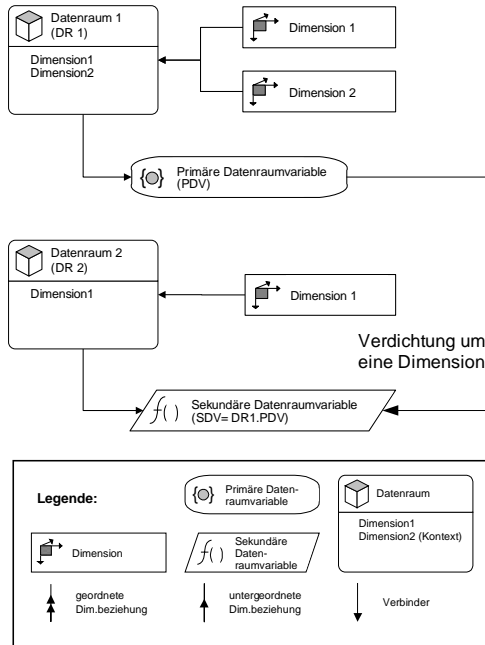 Datenraum 1
(DR 1)
Dimension1
Dimension2
Dimension 1
Dimension 2
{ } Primäre Datenraumvariable
(PDV)
Datenraum 2
(DR 2)
Dimension1
Dimension 1
Verdichtung um
eine Dimension
f( ) Sekundäre Datenraumvariable
(SDV= DR1.PDV)
Legende:
{ } Primäre Daten-
raumvariable
Datenraum
Dimension1
Dimension2 (Kontext)
Dimension
f( ) Sekundäre
Daten-
raumvariable
geordnete
Dim.beziehung
untergeordnete
Dim.beziehung
Verbinder